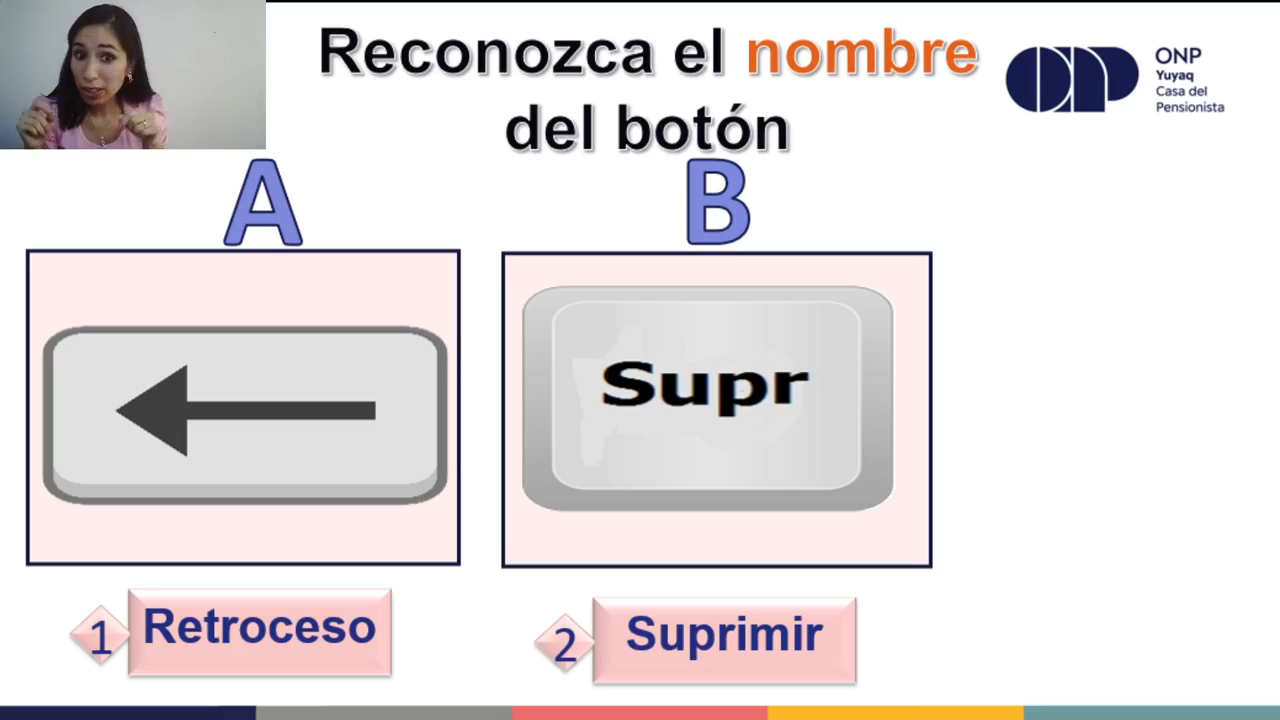 Reconozca el nombre
del botón
ONP
Yuyaq
Casa del
Pensionista
A
B
Supr
1 Retroceso
2 Suprimir